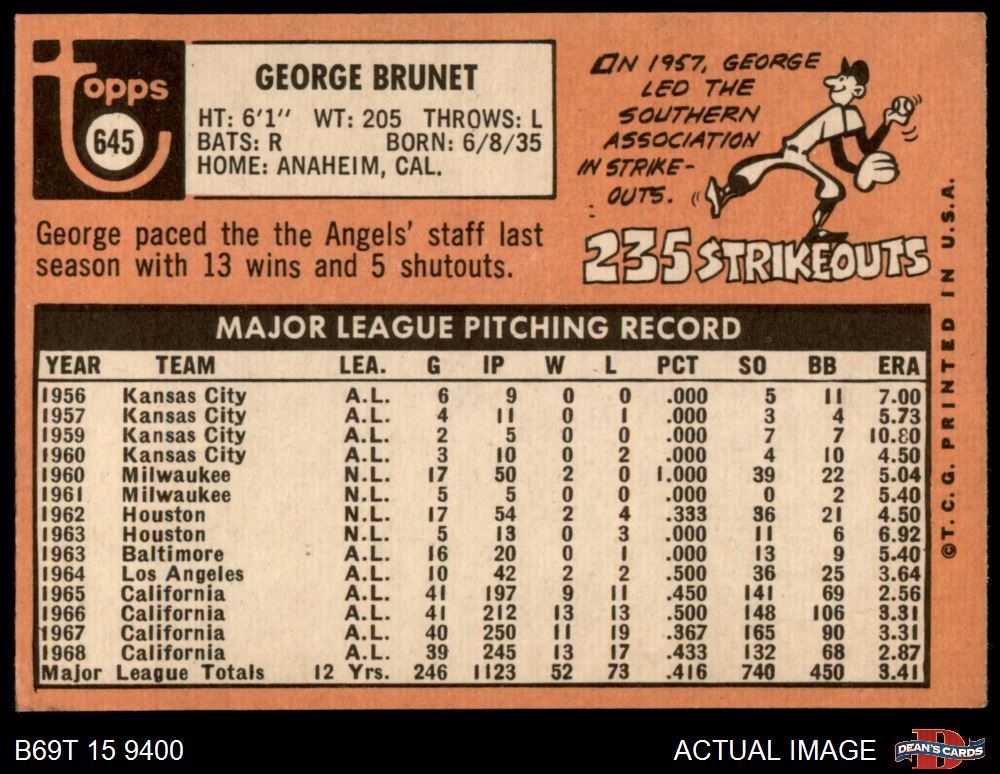 Topps
645
GEORGE BRUNET
HT: 6'1" WT: 205 THROWS: L
BATS: R BORN: 6/8/35
HOME: ANAHEIM, CAL.
ON 1957, GEORGE
LED THE
SOUTHERN
ASSOCIATION
IN STRIKE-
OUTS.
235 STRIKEOUTS
George paced the the Angels' staff last
season with 13 wins and 5 shutouts.
MAJOR LEAGUE PITCHING RECORD
YEAR TEAM LEA. G IP W L PCT SO BB ERA
1956 Kansas City A.L. 6 9 0 0 .000 5 11 7.00
1957 Kansas City A.L. 4 11 0 1 .000 3 4 5.73
1959 Kansas City A.L. 2 5 0 0 .000 7 7 10.80
1960 Kansas City A.L. 3 10 0 2 .000 4 10 4.50
1960 Milwaukee N.L. 17 50 2 0 1.000 39 22 5.04
1961 Milwaukee N.L. 5 5 0 0 .000 0 2 5.40
1962 Houston N.L. 17 54 2 4 .333 36 21 4.50
1963 Houston N.L. 5 13 0 3 .000 11 6 6.92
1963 Baltimore A.L. 16 20 0 1 .000 13 9 5.40
1964 Los Angeles A.L. 10 42 2 2 .500 36 25 3.64
1965 California A.L. 41 197 9 11 .450 141 69 2.56
1966 California A.L. 41 212 13 13 .500 148 106 3.31
1967 California A.L. 40 250 11 19 .367 165 90 3.31
1968 California A.L. 39 245 13 17 .433 132 68 2.87
Major League Totals 12 Yrs. 246 1123 52 73 .416 740 450 3.41
©T. C. G. PRINTED IN U.S.A.
B69T 15 9400
ACTUAL IMAGE
D
DEAN'S CARDS